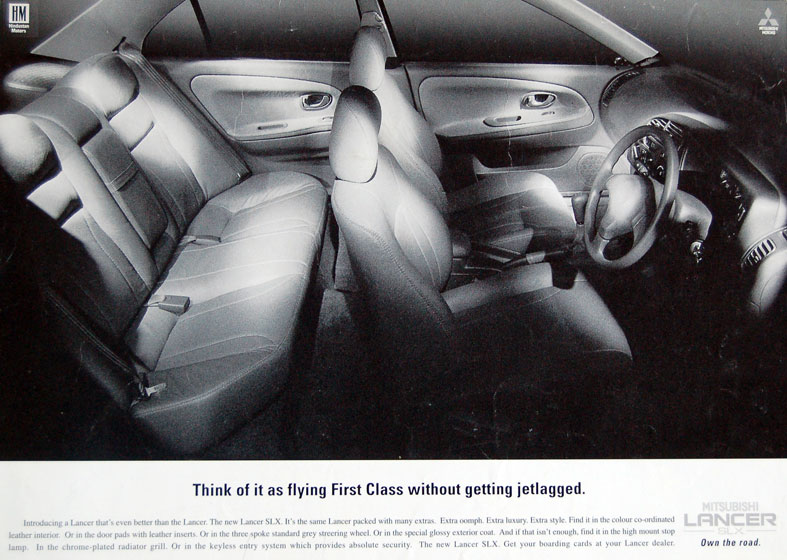 HM
Hindustan
Motors
MITSUBISHI
MOTORS
Think of it as flying First Class without getting jetlagged.
Introducing a Lancer that's even better than the Lancer. The new Lancer SLX. It's the same Lancer packed with many extras. Extra oomph. Extra luxury. Extra style. Find it in the colour co-ordinated
leather interior. Or in the door pads with leather inserts. Or in the three spoke standard grey streering wheel. Or in the special glossy exterior coat. And if that isn't enough, find it in the high mount stop
lamp. In the chrome-plated radiator grill. Or in the keyless entry system which provides absolute security. The new Lancer SLX. Get your boarding cards at your Lancer dealer.
MITSUBISHI
LANCER
SLX
Own the road.